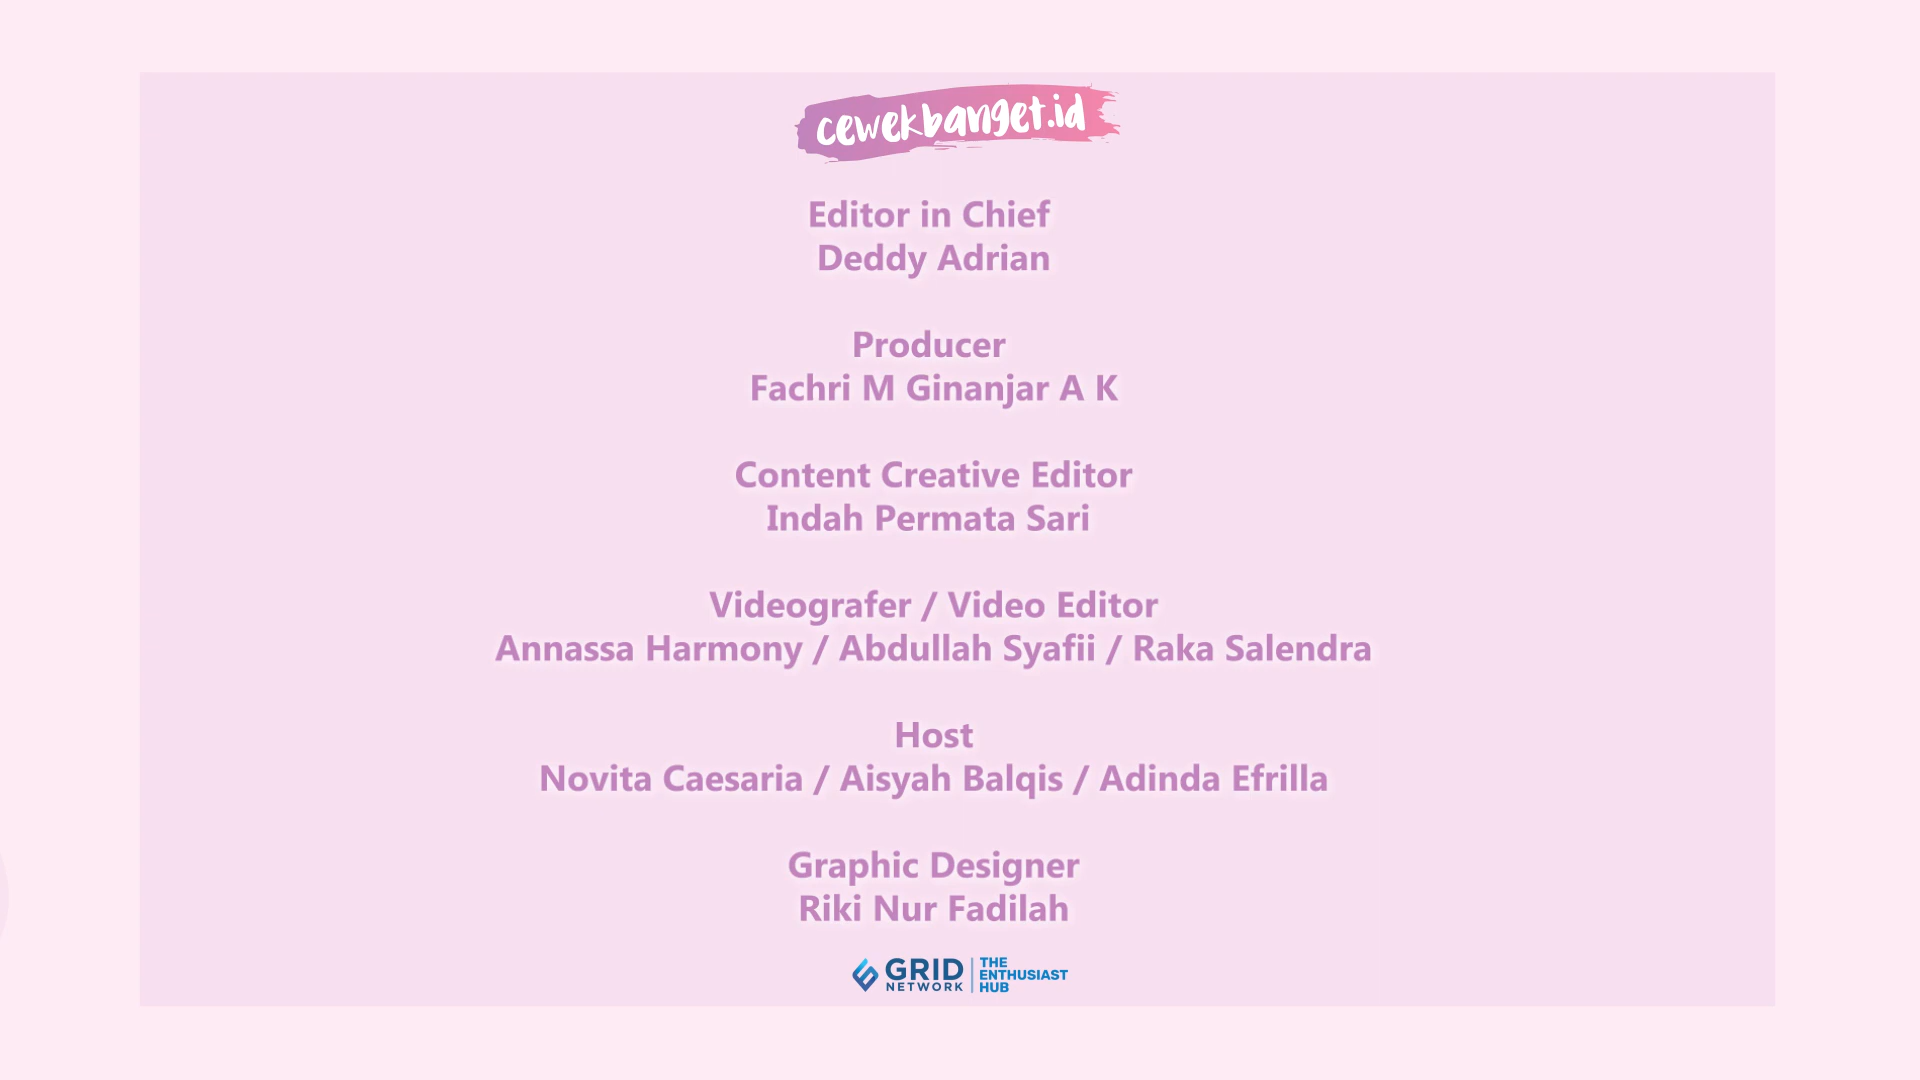 cewekbanget.id
Editor in Chief
Deddy Adrian
Producer
Fachri M Ginanjar A K
Content Creative Editor
Indah Permata Sari
Videografer / Video Editor
Annassa Harmony / Abdullah Syafii / Raka Salendra
Host
Novita Caesaria / Aisyah Balqis / Adinda Efrilla
Graphic Designer
Riki Nur Fadilah
GRID
NETWORK
THE
ENTHUSIAST
HUB